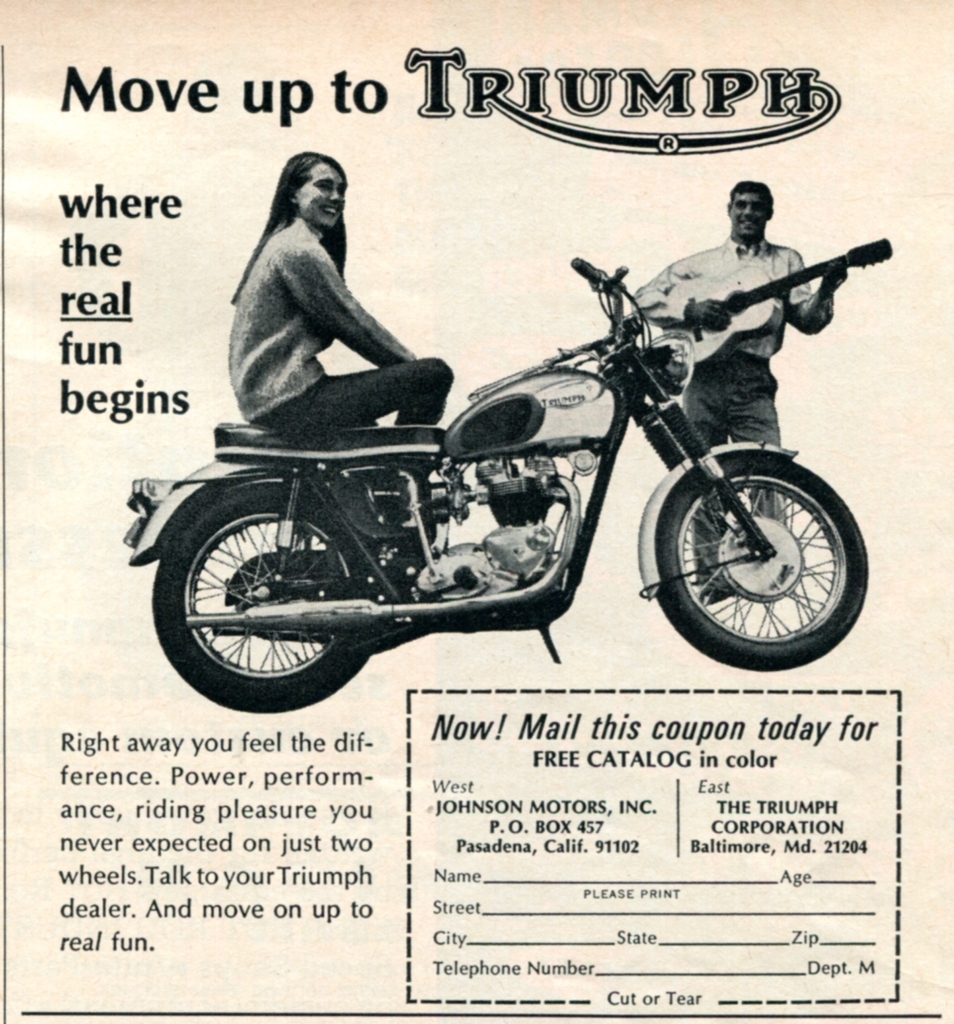 Move up to TRIUMPH
®
where
the
real
fun
begins
TRIUMPH
Right away you feel the dif-
ference. Power, perform-
ance, riding pleasure you
never expected on just two
wheels. Talk to your Triumph
dealer. And move on up to
real fun.
Now! Mail this coupon today for
FREE CATALOG in color
West
JOHNSON MOTORS, INC.
P. O. BOX 457
Pasadena, Calif. 91102
East
THE TRIUMPH
CORPORATION
Baltimore, Md. 21204
Name Age
PLEASE PRINT
Street
City State Zip
Telephone Number Dept. M
Cut or Tear